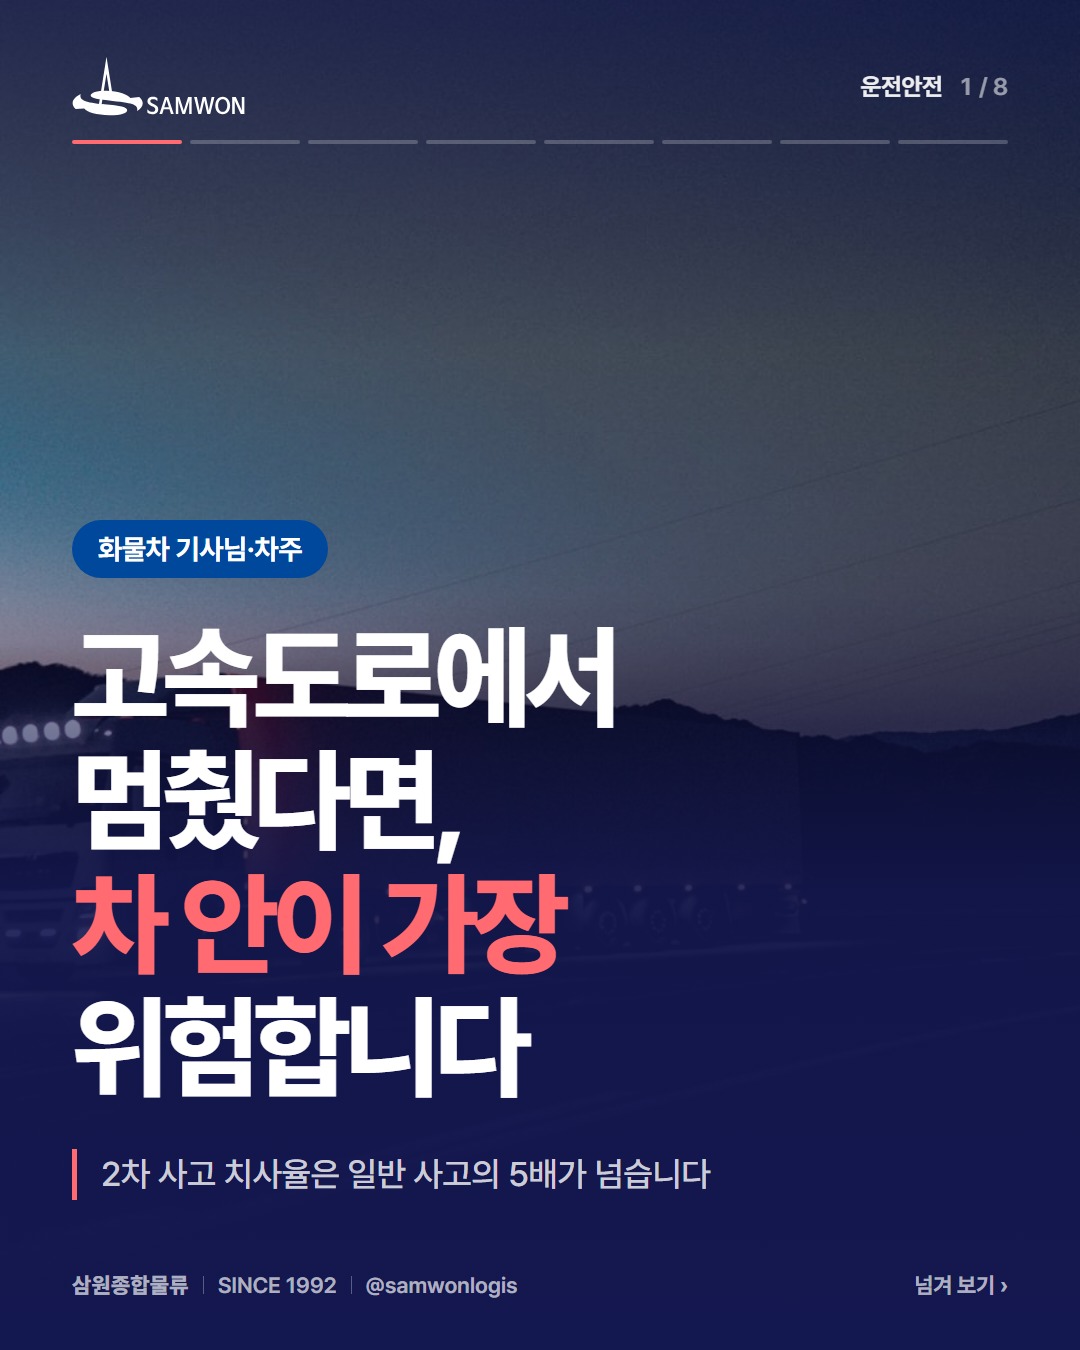 SAMWON
운전안전 1 / 8
화물차 기사님·차주
고속도로에서
멈췄다면,
차 안이 가장
위험합니다
2차 사고 치사율은 일반 사고의 5배가 넘습니다
삼원종합물류 | SINCE 1992 | @samwonlogis
넘겨 보기 ›